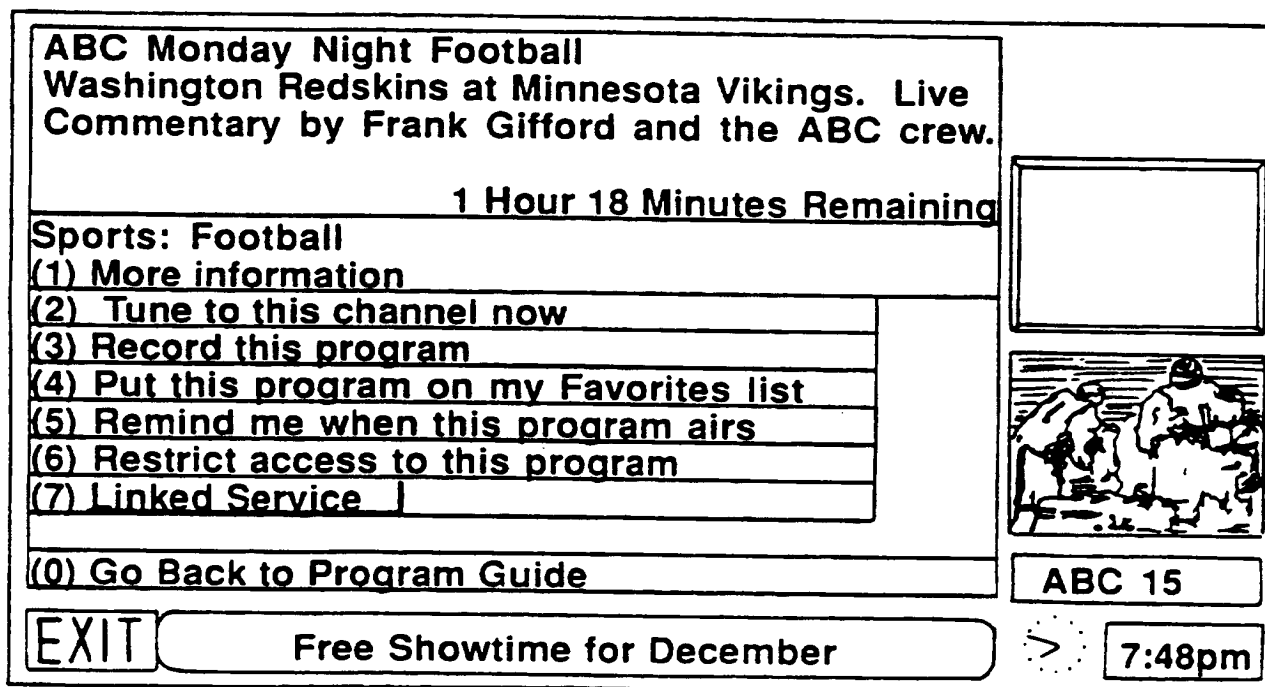 ABC Monday Night Football
Washington Redskins at Minnesota Vikings. Live
Commentary by Frank Gifford and the ABC crew.
1 Hour 18 Minutes Remaining
Sports: Football
(1) More information
(2) Tune to this channel now
(3) Record this program
(4) Put this program on my Favorites list
(5) Remind me when this program airs
(6) Restrict access to this program
(7) Linked Service
(0) Go Back to Program Guide
ABC 15
EXIT
Free Showtime for December
7:48pm